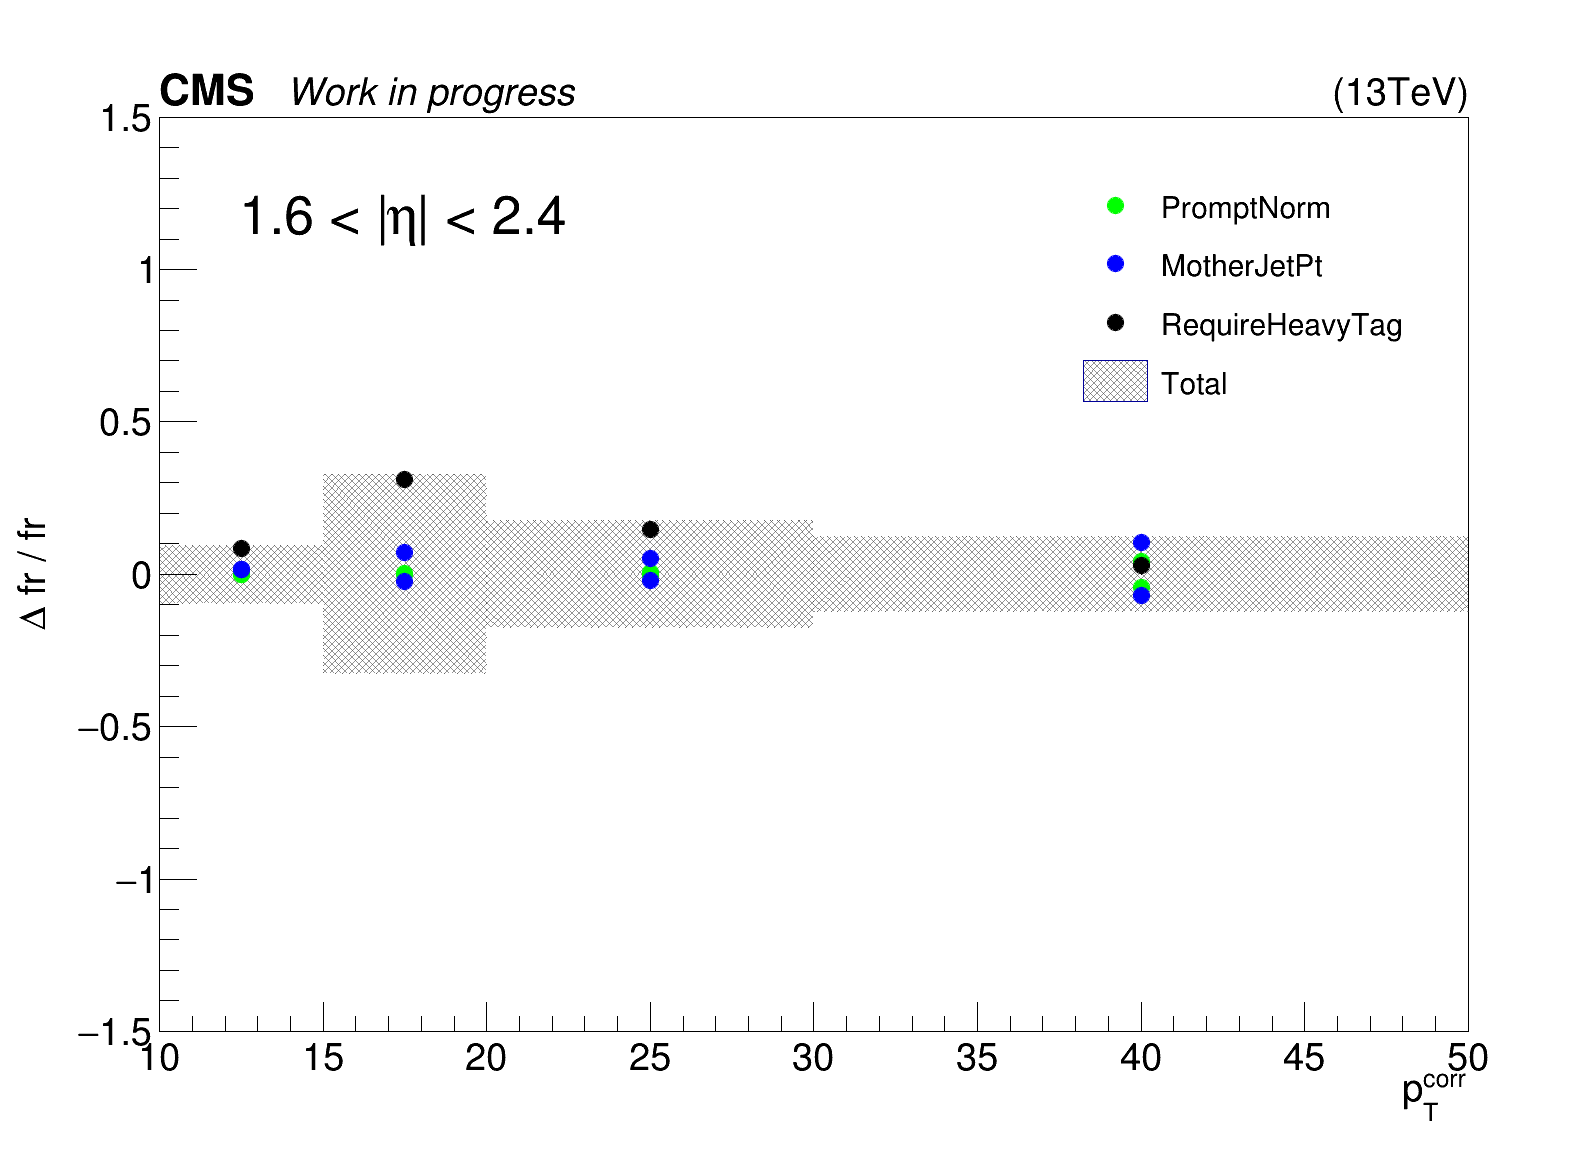 CMS Work in progress (13TeV)
1.6 < |η| < 2.4
PromptNorm
MotherJetPt
RequireHeavyTag
Total
Δ fr / fr
1.5
1
0.5
0
−0.5
−1
−1.5
10 15 20 25 30 35 40 45 50
p_T^corr